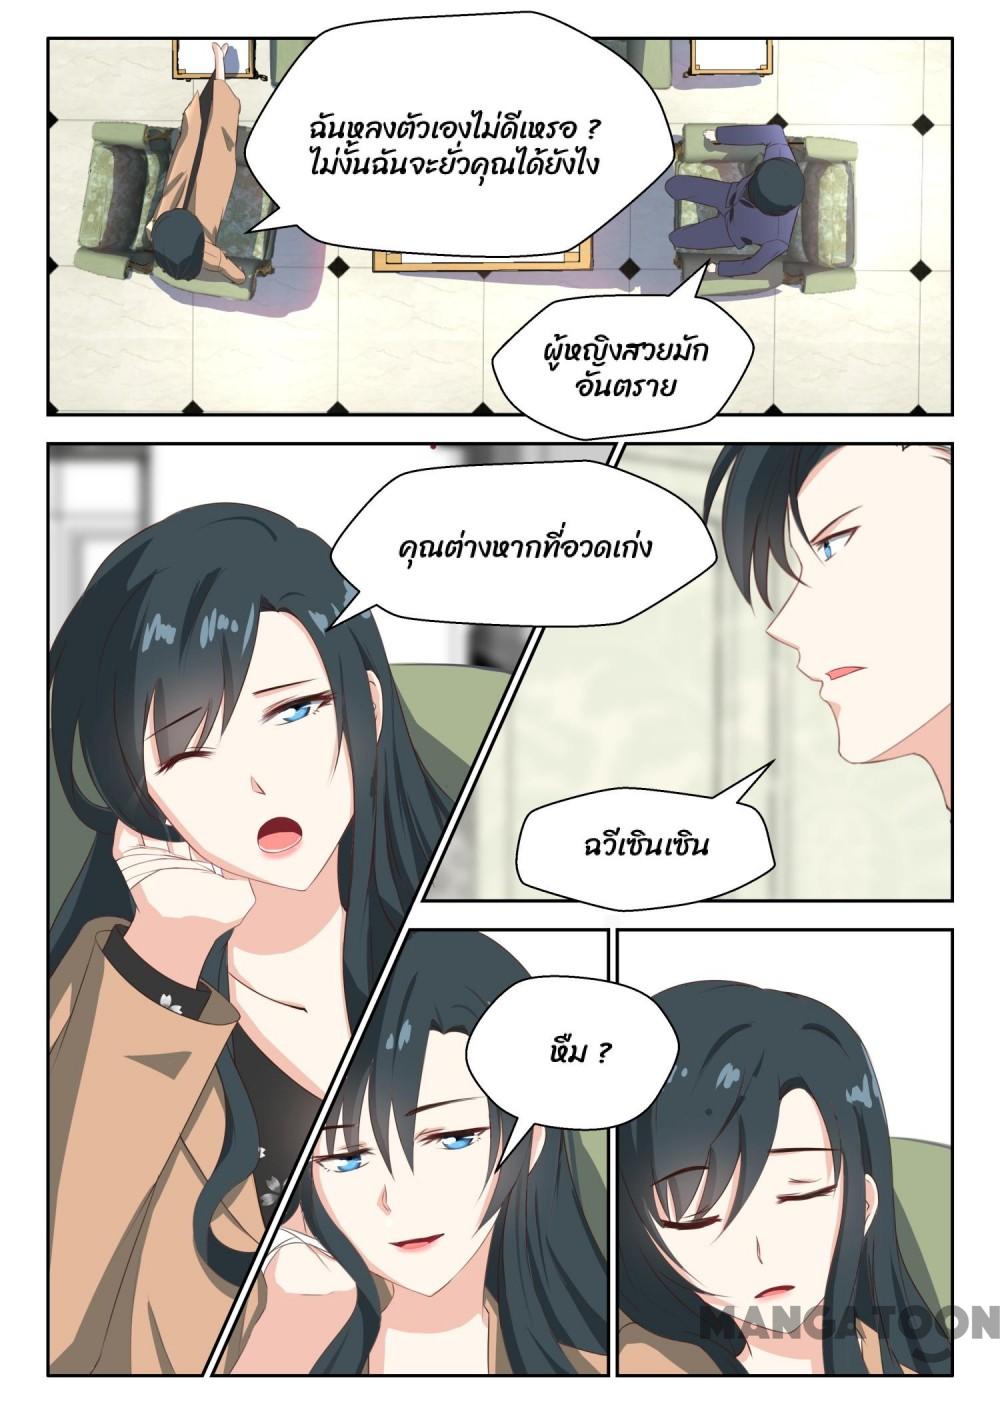 ฉันหลงตัวเองไม่ดีเหรอ ?
ไม่งั้นฉันจะยั่วคุณได้ยังไง
ผู้หญิงสวยมัก
อันตราย
คุณต่างหากที่อวดเก่ง
ฉวีเซินเซิน
หืม ?
MANGATOON